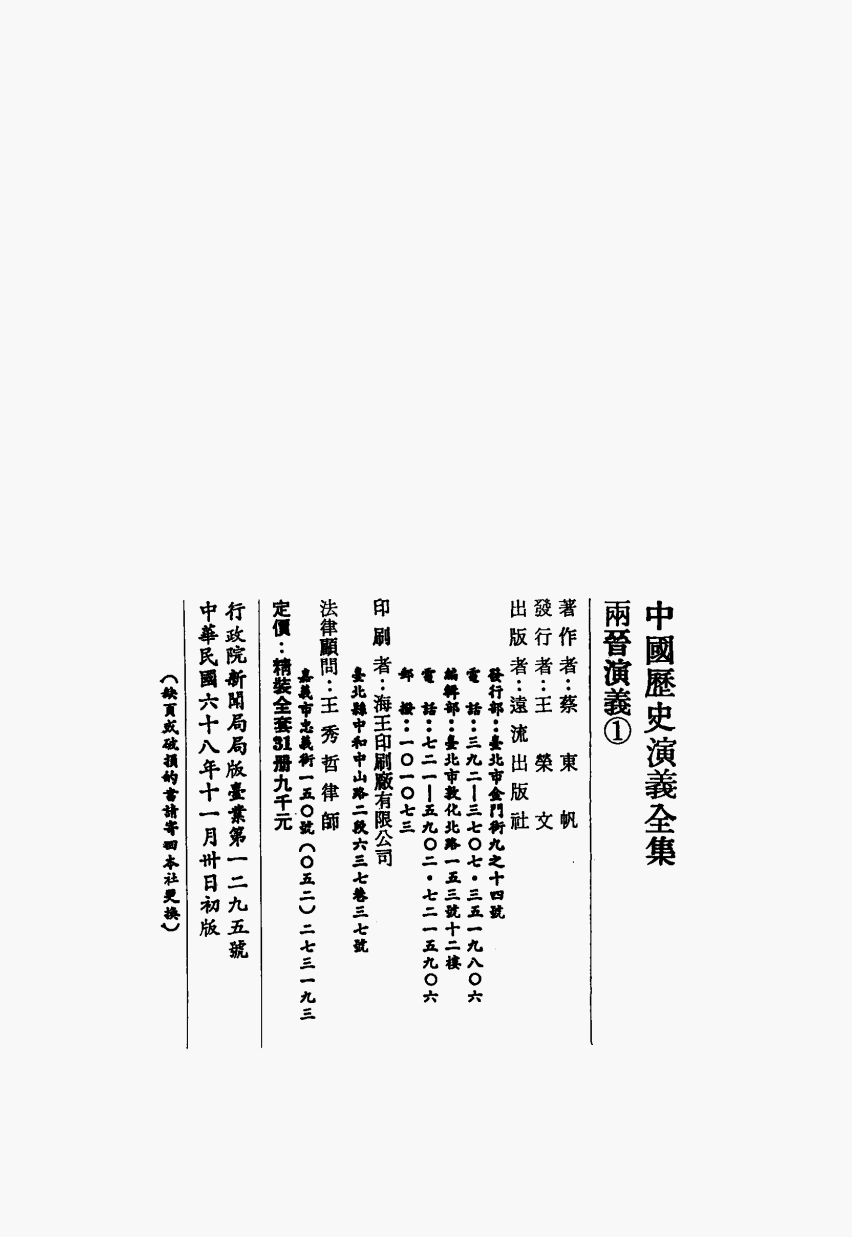 中國歷史演義全集
兩晉演義①
著作者：蔡東帆
發行者：王榮文
出版者：遠流出版社
發行部：臺北市金門街九之十四號
電話：三九二—三七〇七・三五一九八〇六
編輯部：臺北市敦化北路一五三號十二樓
電話：七二一—五九〇二・七二一五九〇六
郵撥：一〇一〇七三
印刷者：海王印刷廠有限公司
臺北縣中和中山路二段六三七巷三七號
法律顧問：王秀哲律師
嘉義市忠義街一五〇號（〇五二）二七三一九三
定價：精裝全套31册九千元
行政院新聞局局版臺業第一二九五號
中華民國六十八年十一月卅日初版
（缺頁或破損的書請寄回本社更換）